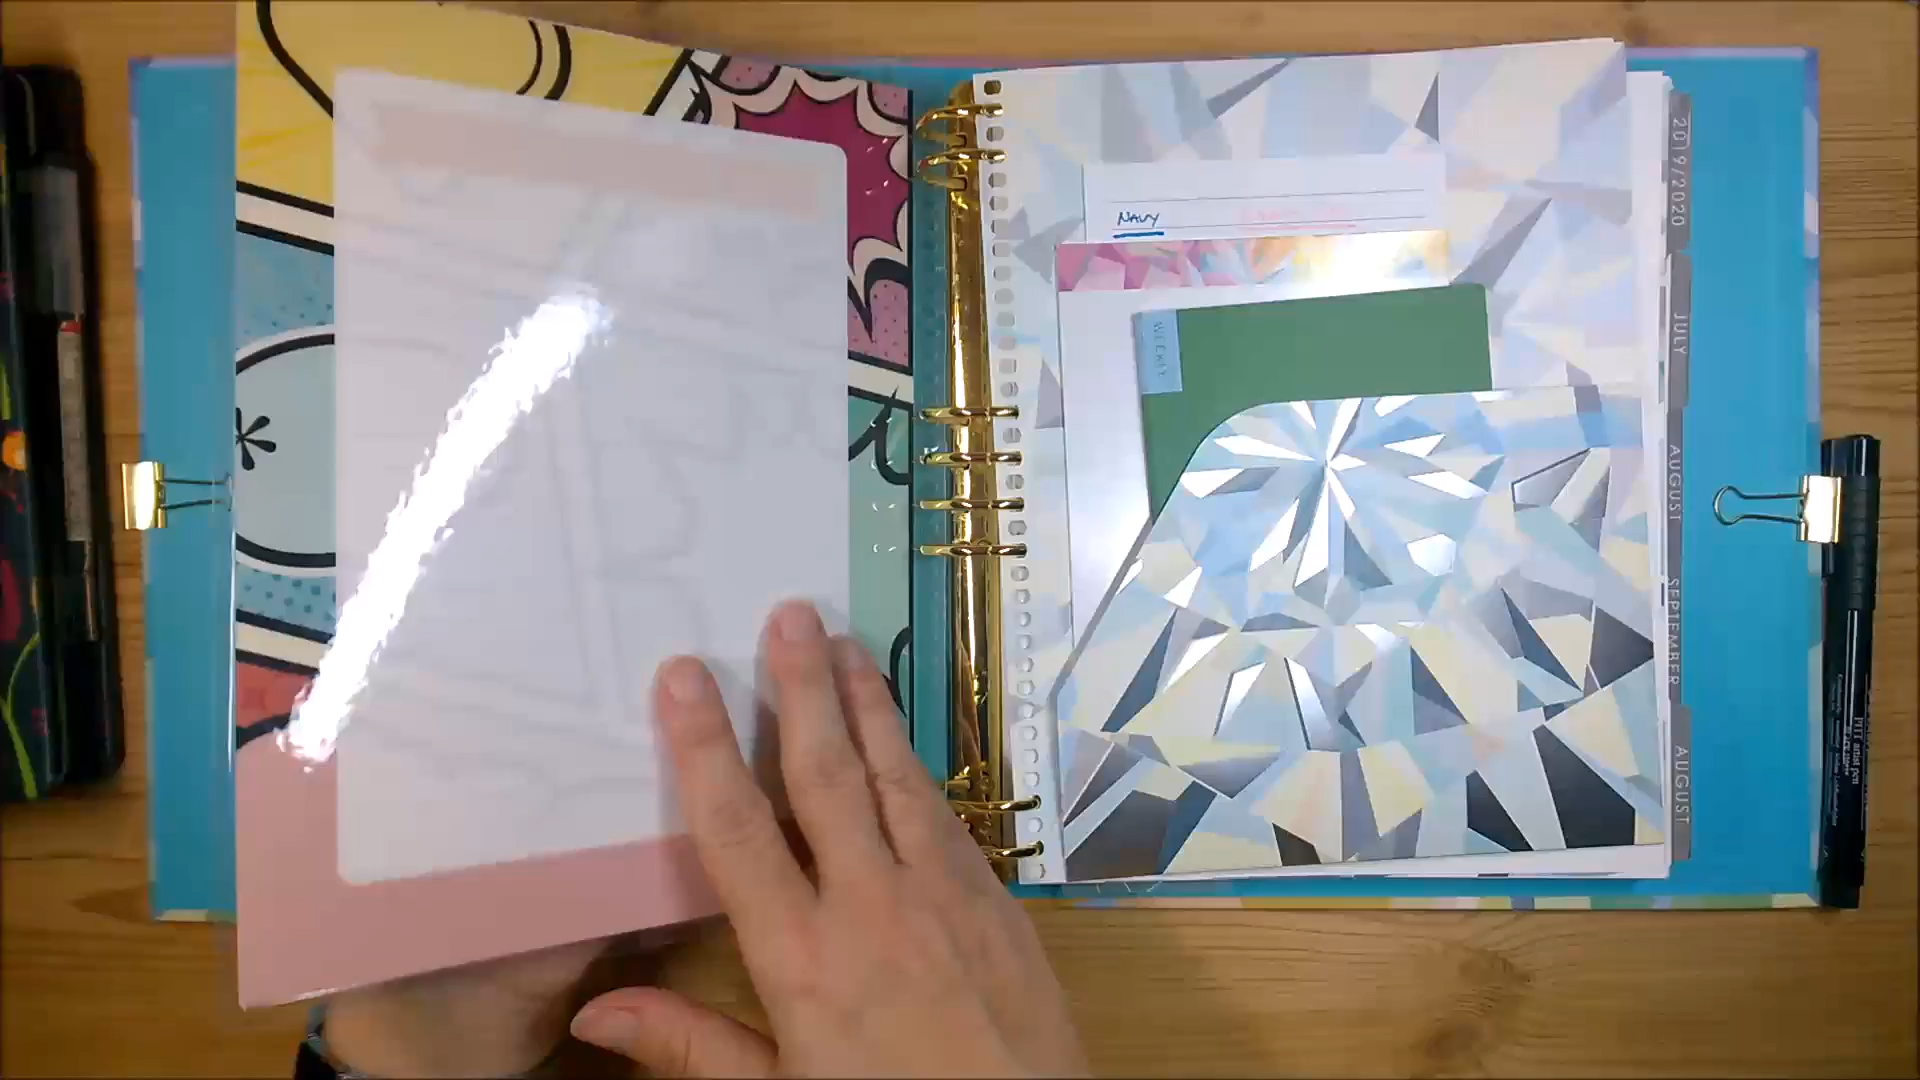 NAVY
WEEKLY
2019/2020
JULY
AUGUST
SEPTEMBER
AUGUST
PITT artist pen